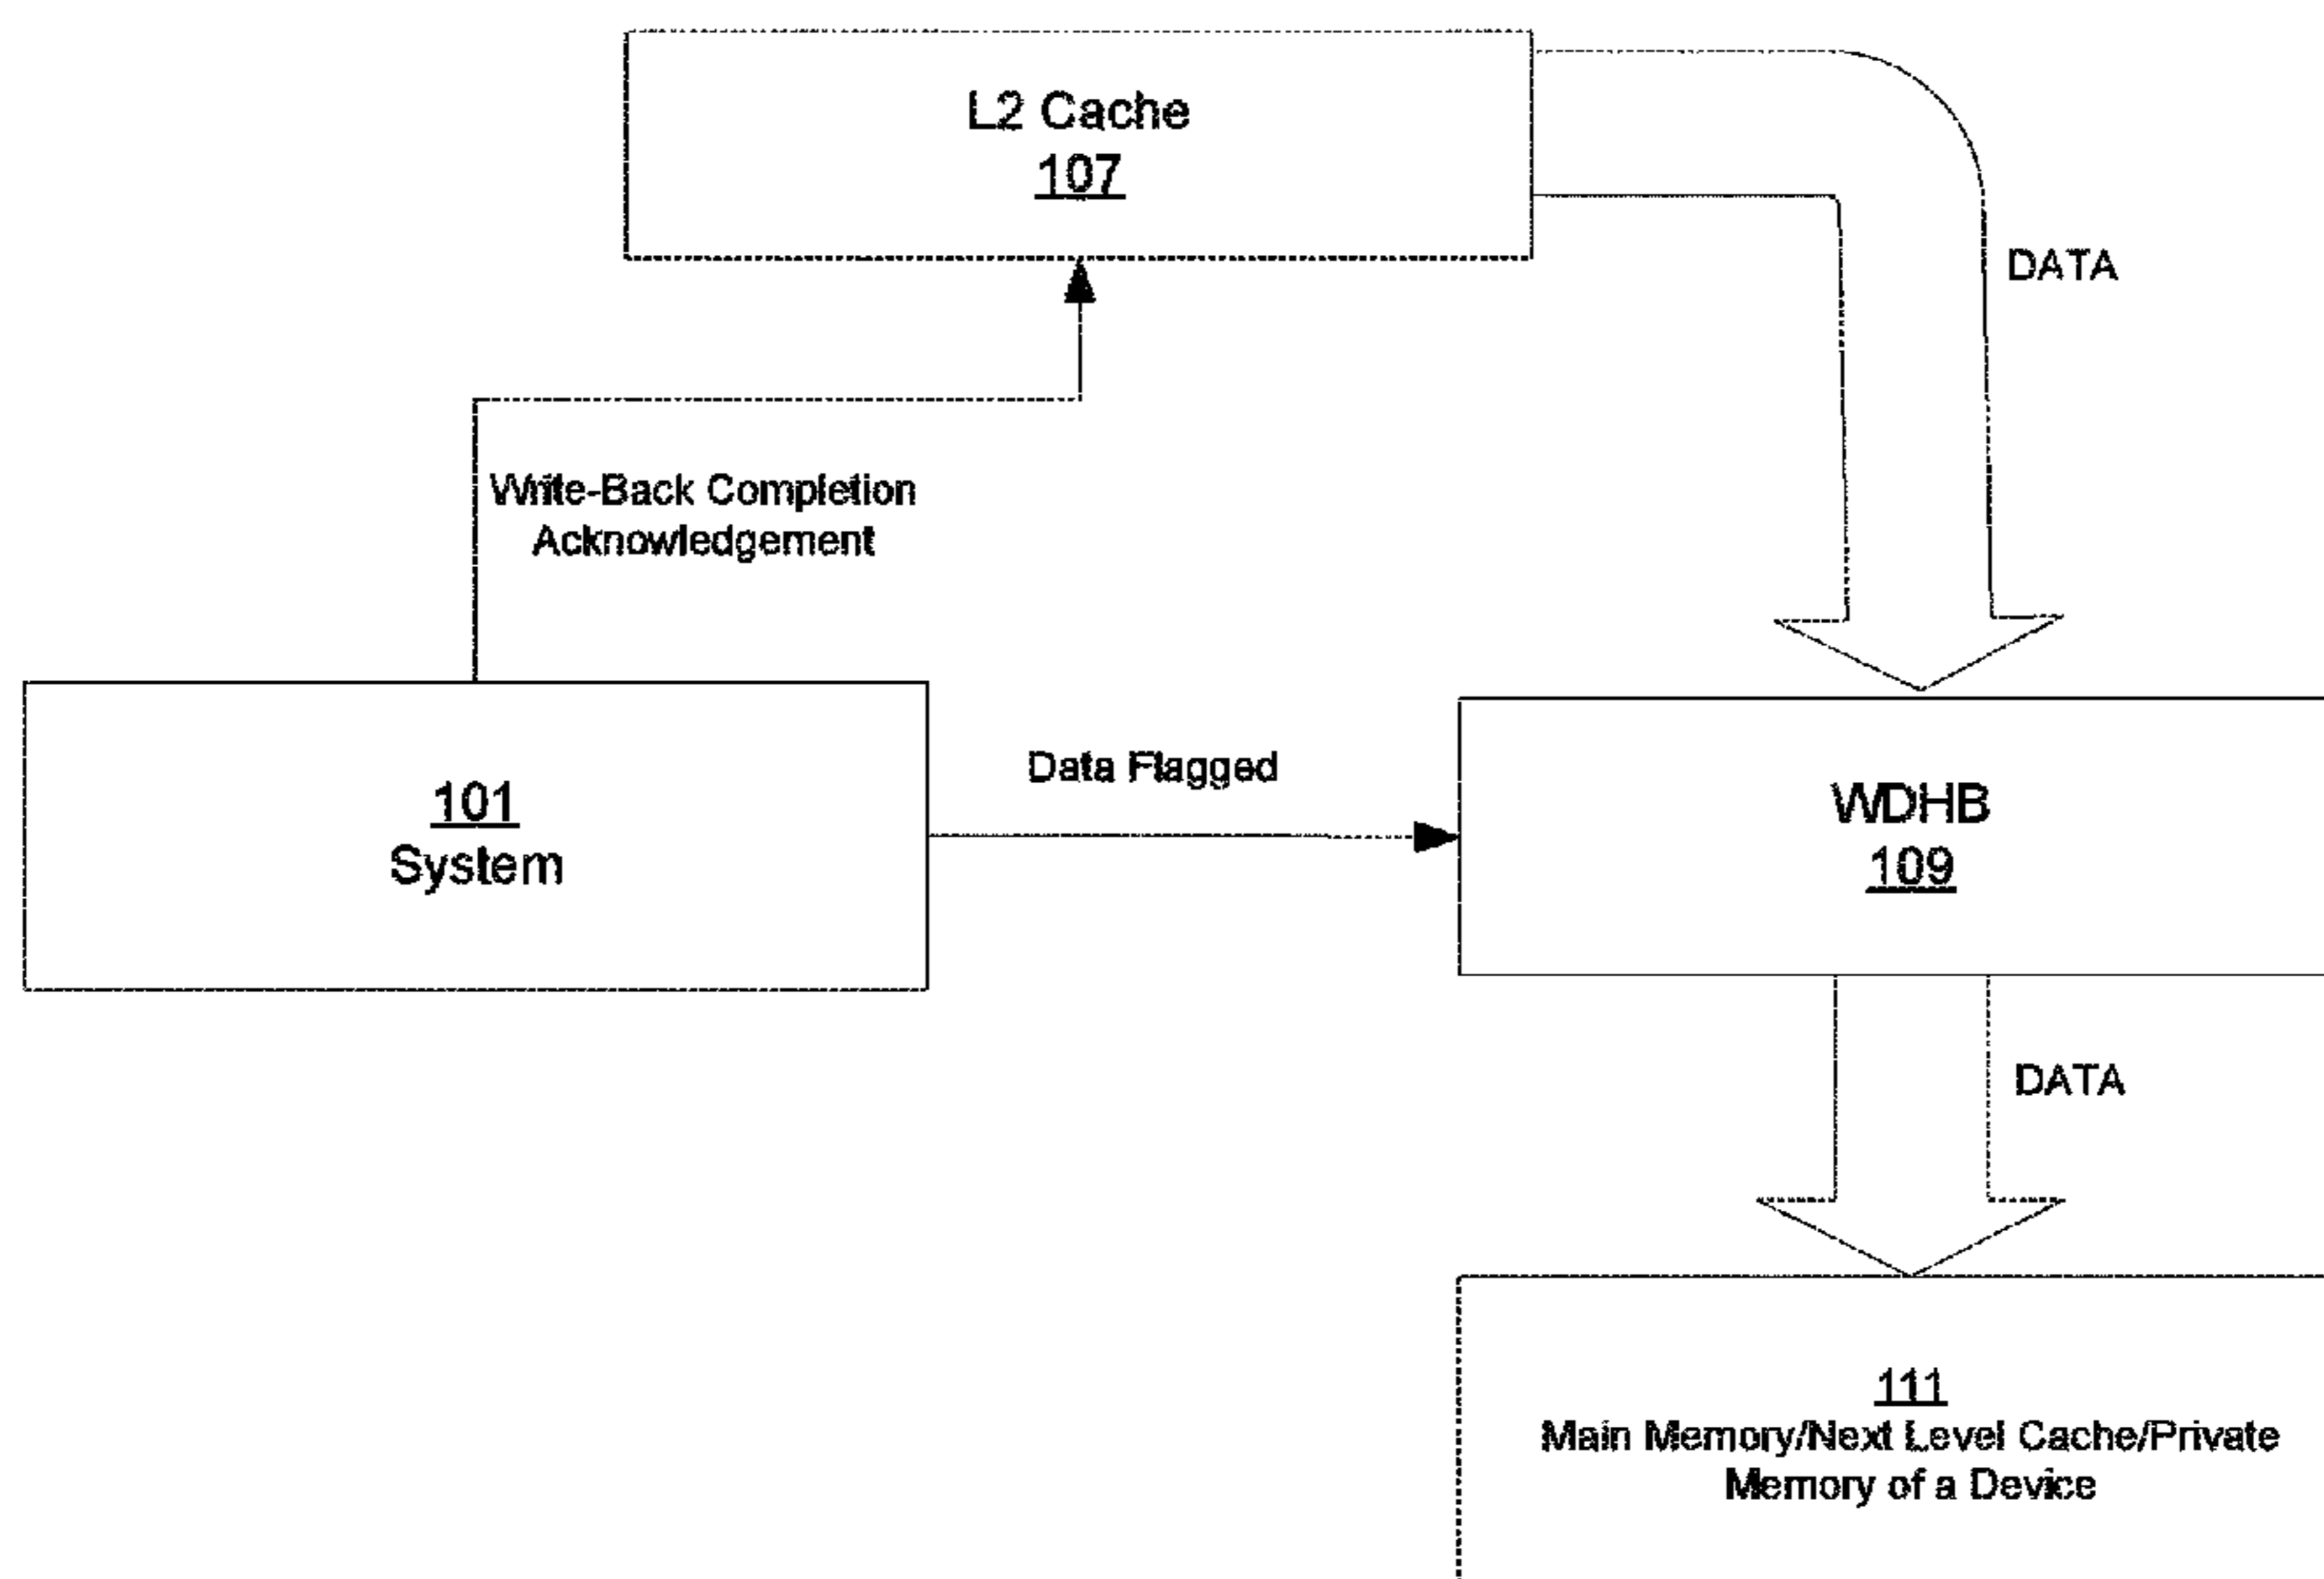 L2 Cache
107
DATA
Write-Back Completion
Acknowledgement
101
System
Data Flagged
WDHB
109
DATA
111
Main Memory/Next Level Cache/Private
Memory of a Device